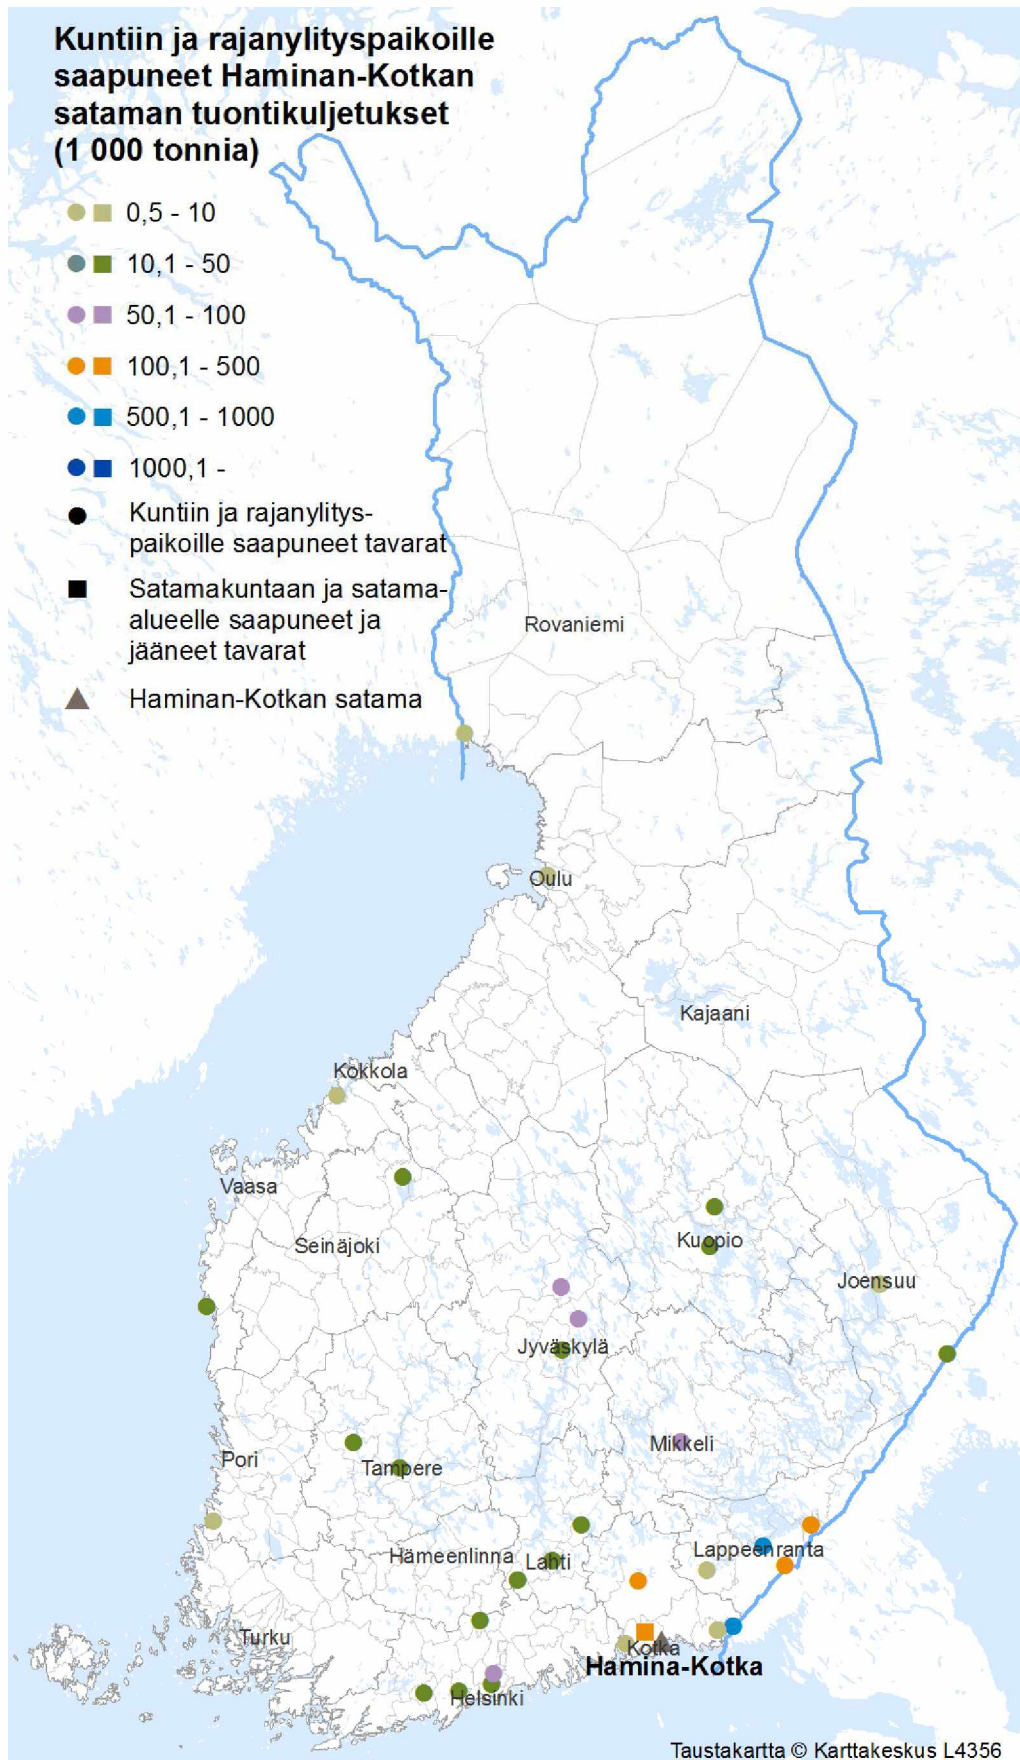 Kuntiin ja rajanylityspaikoille
saapuneet Haminan-Kotkan
sataman tuontikuljetukset
(1 000 tonnia)
0,5 - 10
10,1 - 50
50,1 - 100
100,1 - 500
500,1 - 1000
1000,1 -
Kuntiin ja rajanylitys-
paikoille saapuneet tavarat
Satamakuntaan ja satama-
alueelle saapuneet ja
jääneet tavarat
Haminan-Kotkan satama
Rovaniemi
Oulu
Kajaani
Kokkola
Vaasa
Seinäjoki
Kuopio
Joensuu
Jyväskylä
Mikkeli
Pori
Tampere
Hämeenlinna
Lahti
Lappeenranta
Turku
Kotka
Hamina-Kotka
Helsinki
Taustakartta © Karttakeskus L4356